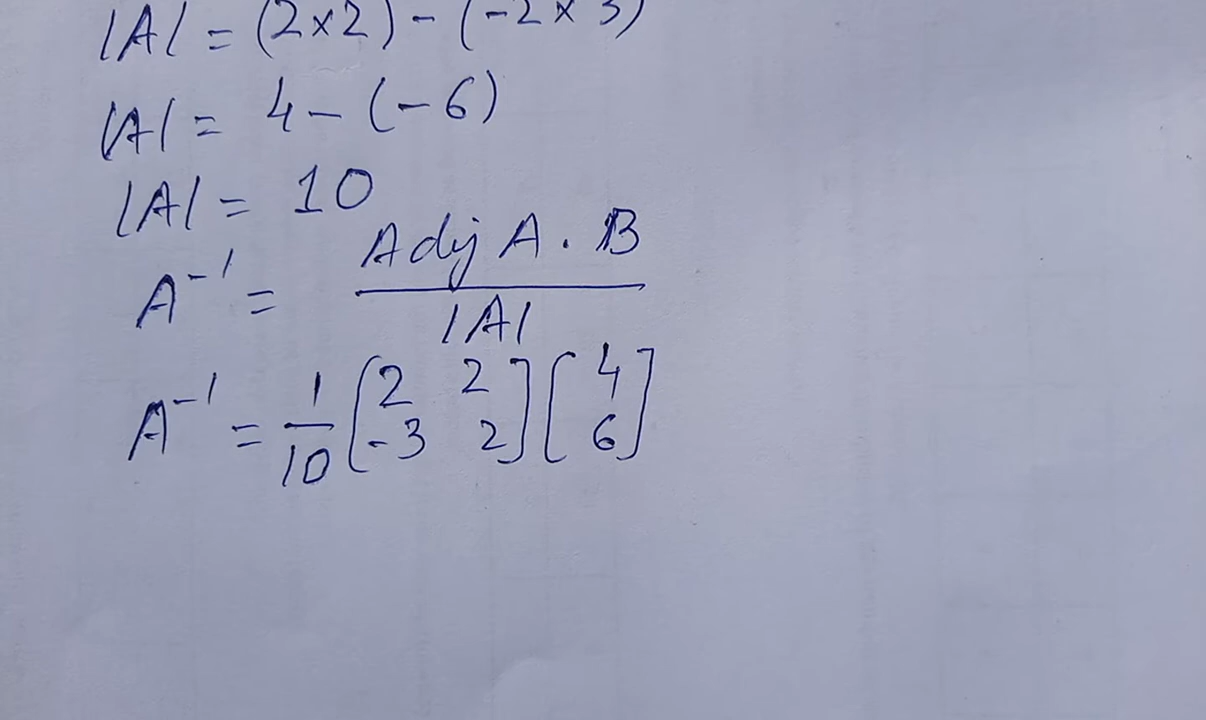 |A| = (2×2) - (-2 × 3)
|A| = 4 - (-6)
|A| = 10
A⁻¹ = Adj A . B / |A|
A⁻¹ = 1/10 [2 2; -3 2] [4; 6]